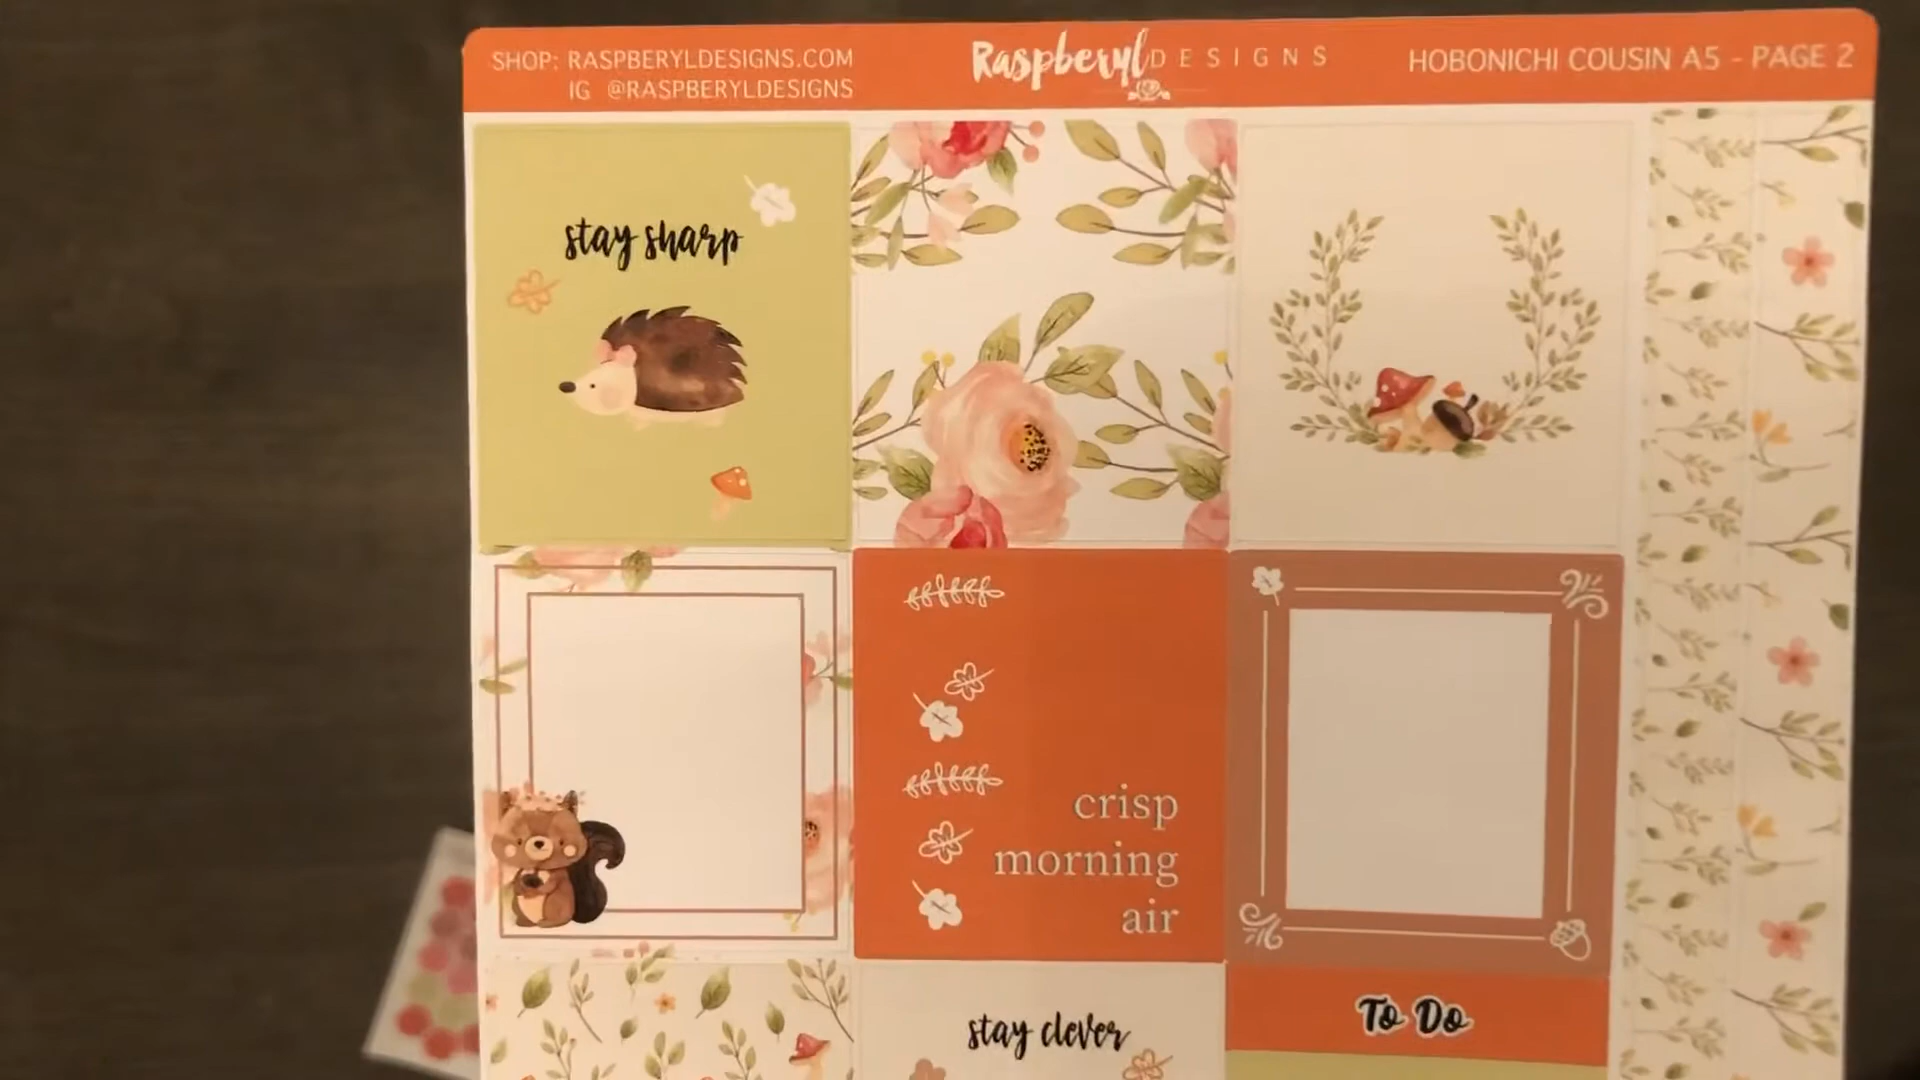 SHOP: RASPBERYLDESIGNS.COM
IG @RASPBERYLDESIGNS
Raspberyl DESIGNS
HOBONICHI COUSIN A5 - PAGE 2
stay sharp
crisp
morning
air
stay clever
To Do